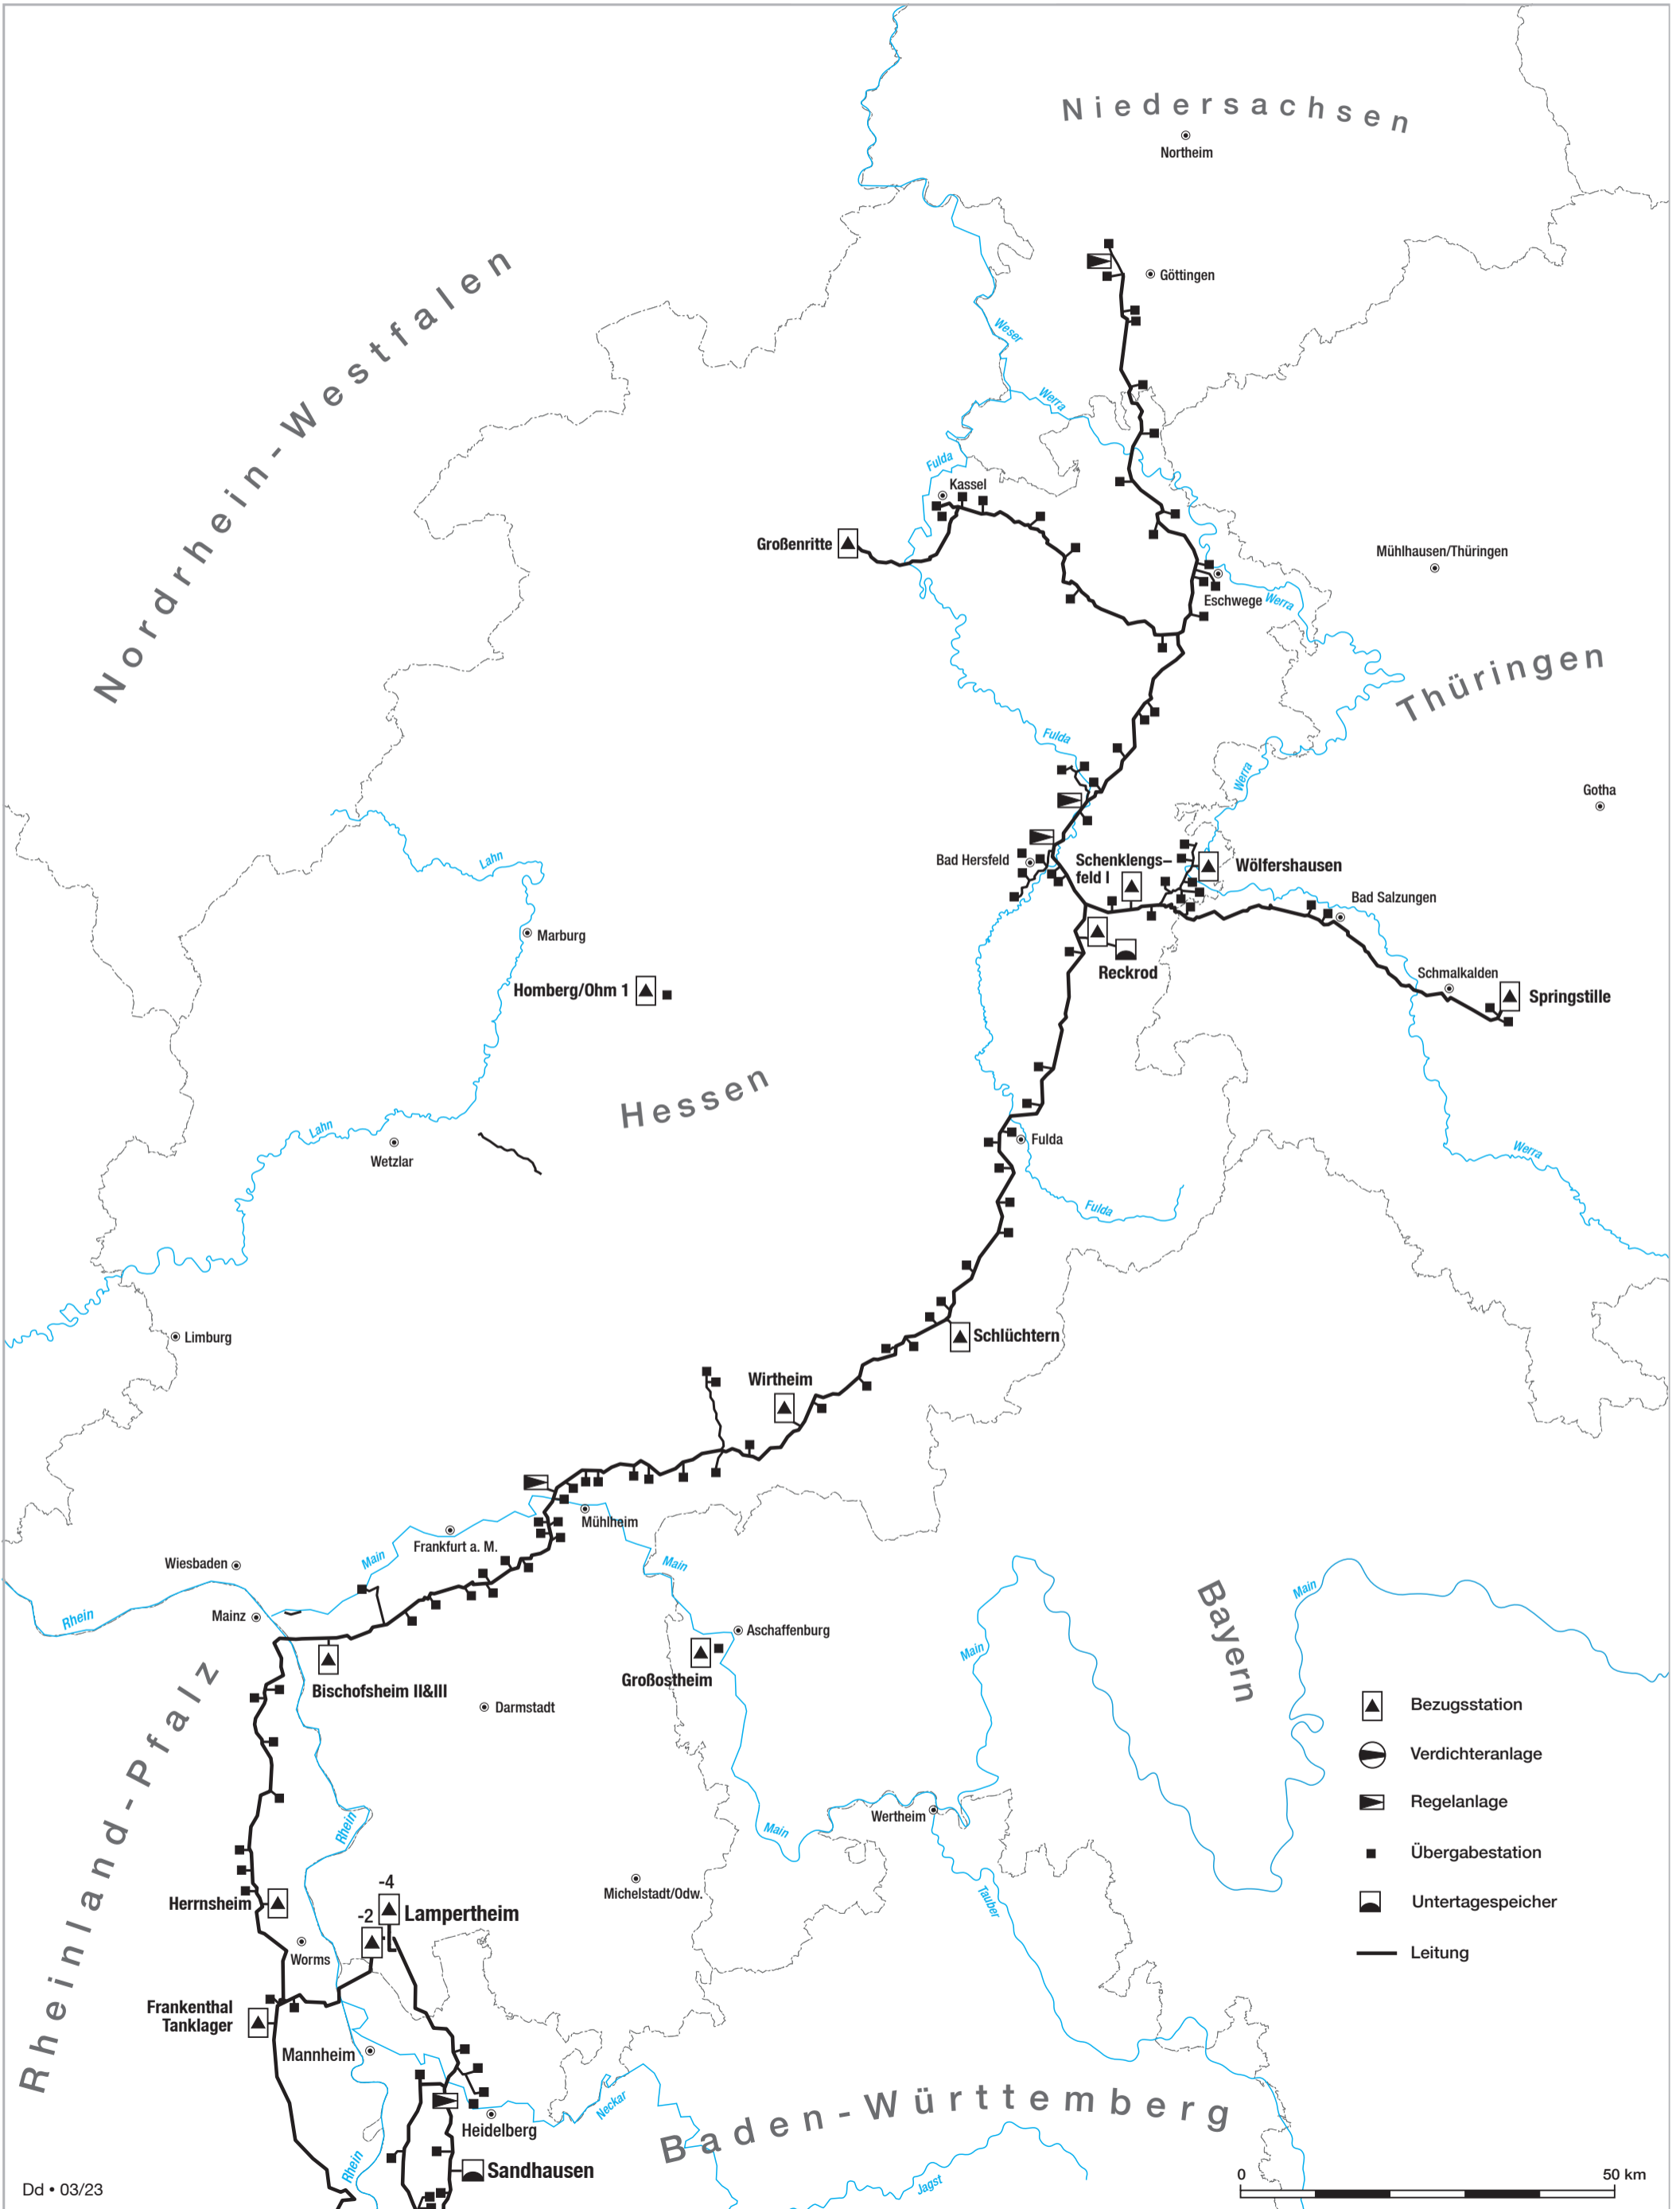 Niedersachsen
Northeim
Nordrhein-Westfalen
Göttingen
Weser
Werra
Fulda
Kassel
Großenritte
Mühlhausen/Thüringen
Eschwege
Werra
Thüringen
Fulda
Werra
Gotha
Bad Hersfeld
Schenklengs–
feld I
Wölfershausen
Lahn
Bad Salzungen
Marburg
Reckrod
Schmalkalden
Homberg/Ohm 1
Springstille
Hessen
Lahn
Wetzlar
Fulda
Werra
Fulda
Limburg
Schlüchtern
Wirtheim
Mühlheim
Frankfurt a. M.
Main
Wiesbaden
Main
Main
Bayern
Rhein
Mainz
Aschaffenburg
Main
Großostheim
Bischofsheim II&III
Darmstadt
Rheinland-Pfalz
Bezugsstation
Verdichteranlage
Regelanlage
Übergabestation
Untertagespeicher
Leitung
Rhein
Main
Wertheim
Tauber
Michelstadt/Odw.
-4
Herrnsheim
Lampertheim
-2
Worms
Frankenthal
Tanklager
Mannheim
Neckar
Heidelberg
Baden-Württemberg
Rhein
Sandhausen
Jagst
Dd • 03/23
0
50 km